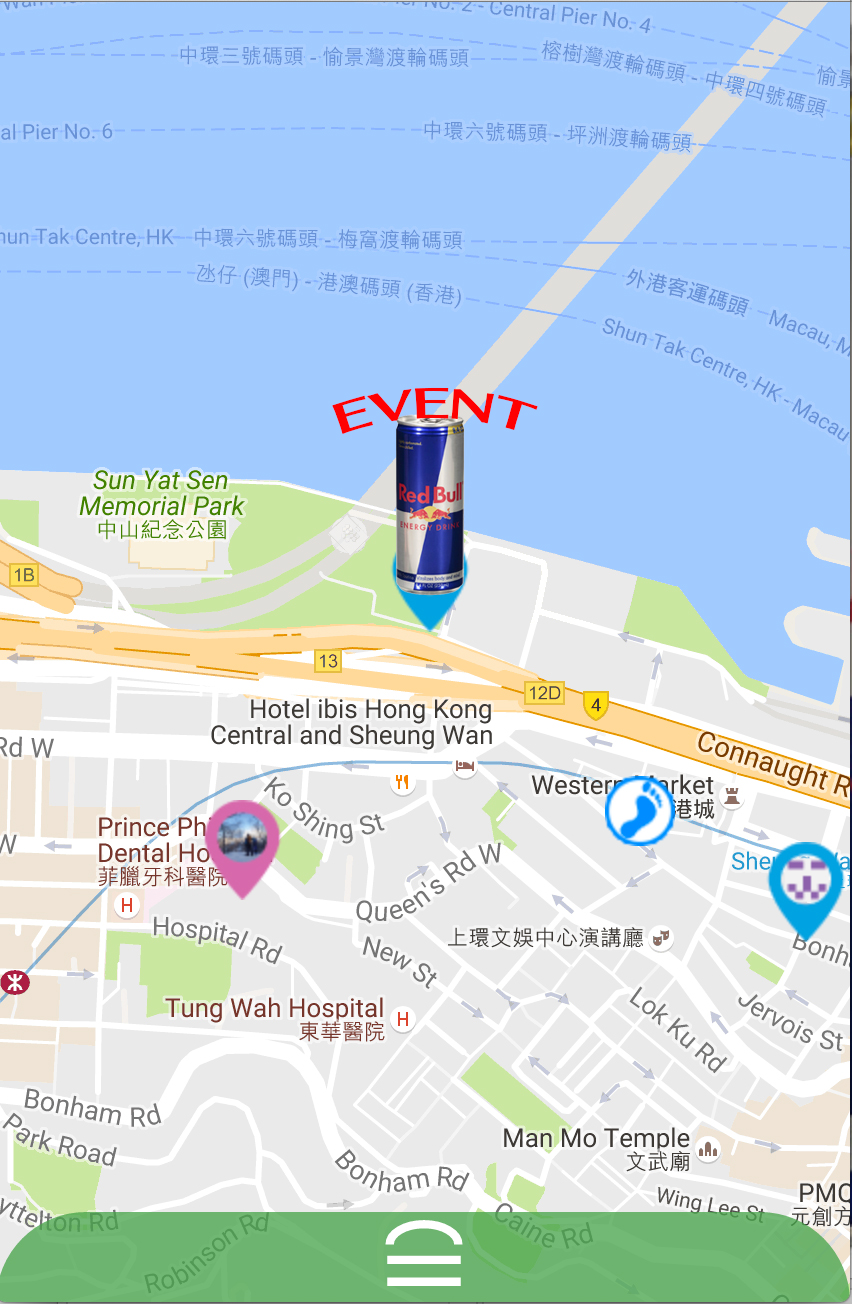 Pier No. 2 - Central Pier No. 4
中環三號碼頭 - 愉景灣渡輪碼頭
榕樹灣渡輪碼頭 - 中環四號碼頭
愉景
al Pier No. 6
中環六號碼頭 - 坪洲渡輪碼頭
hun Tak Centre, HK
中環六號碼頭 - 梅窩渡輪碼頭
氹仔 (澳門) - 港澳碼頭 (香港)
外港客運碼頭 - Macau, M
Shun Tak Centre, HK - Macau
EVENT
Red Bull
ENERGY DRINK
Sun Yat Sen
Memorial Park
中山紀念公園
1B
13
12D
4
Hotel ibis Hong Kong
Central and Sheung Wan
Connaught R
Rd W
Western Market
港城
Ko Shing St
Prince Ph
Dental Ho
菲臘牙科醫院
H
W
Queen's Rd W
Hospital Rd
New St
上環文娛中心演講廳
She
Bonh
Jervois St
Lok Ku Rd
Tung Wah Hospital
東華醫院
H
Bonham Rd
Park Road
Man Mo Temple
文武廟
Bonham Rd
Wing Lee St
PMQ
元創方
yttelton Rd
Robinson Rd
Caine Rd